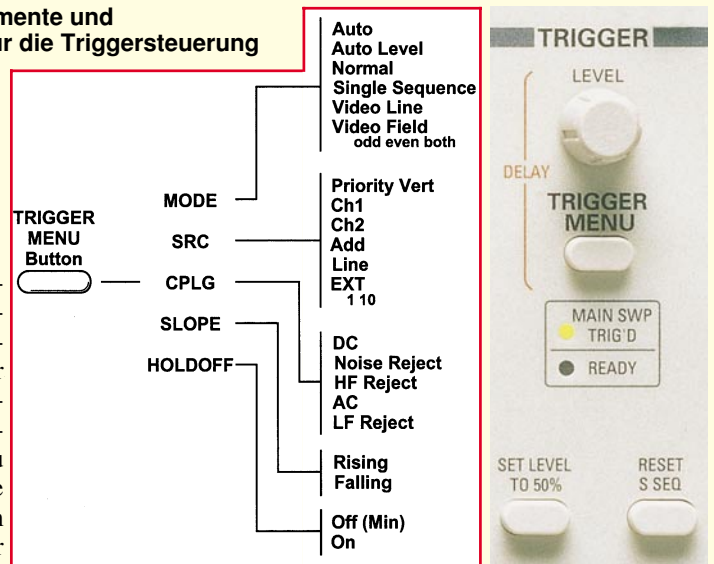 mente und
ur die Triggersteuerung
TRIGGER
MENU
Button
MODE
SRC
CPLG
SLOPE
HOLDOFF
Auto
Auto Level
Normal
Single Sequence
Video Line
Video Field
odd even both
Priority Vert
Ch1
Ch2
Add
Line
EXT
1 10
DC
Noise Reject
HF Reject
AC
LF Reject
Rising
Falling
Off (Min)
On
TRIGGER
LEVEL
DELAY
TRIGGER
MENU
MAIN SWP
TRIG'D
READY
SET LEVEL
TO 50%
RESET
S SEQ